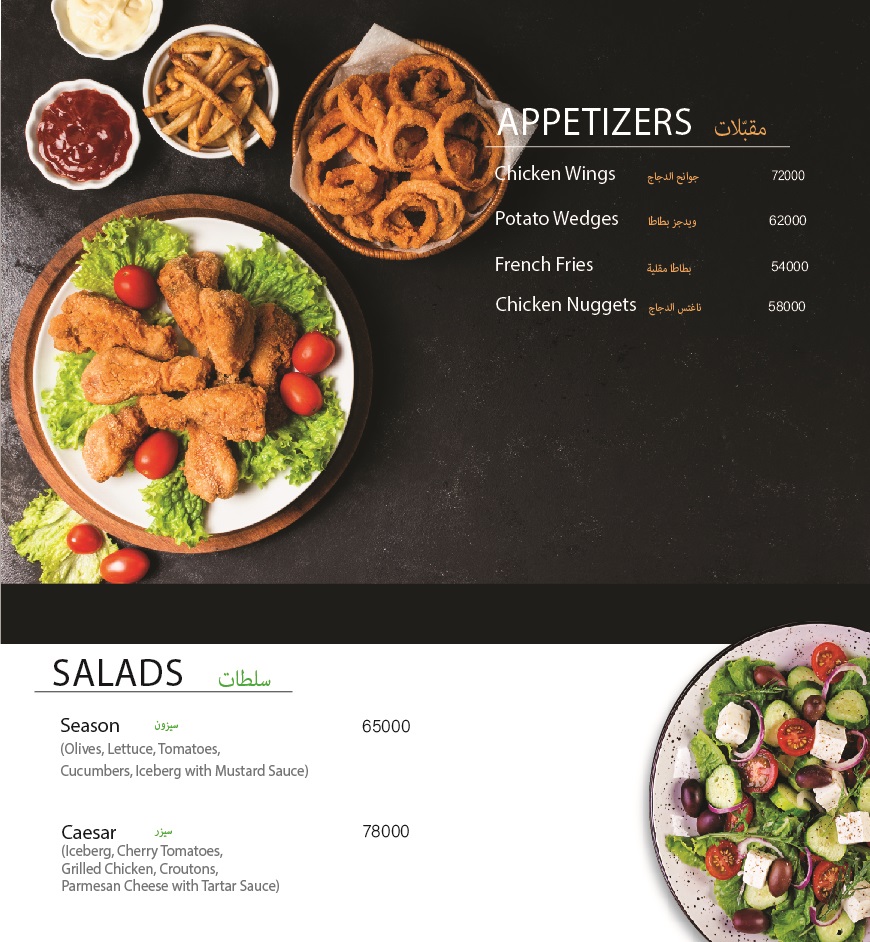 APPETIZERS مقبّلات
Chicken Wings جوانح الدجاج 72000
Potato Wedges ويدجز بطاطا 62000
French Fries بطاطا مقلية 54000
Chicken Nuggets ناغتس الدجاج 58000
SALADS سلطات
Season سيزون 65000
(Olives, Lettuce, Tomatoes,
Cucumbers, Iceberg with Mustard Sauce)
Caesar سيزر 78000
(Iceberg, Cherry Tomatoes,
Grilled Chicken, Croutons,
Parmesan Cheese with Tartar Sauce)